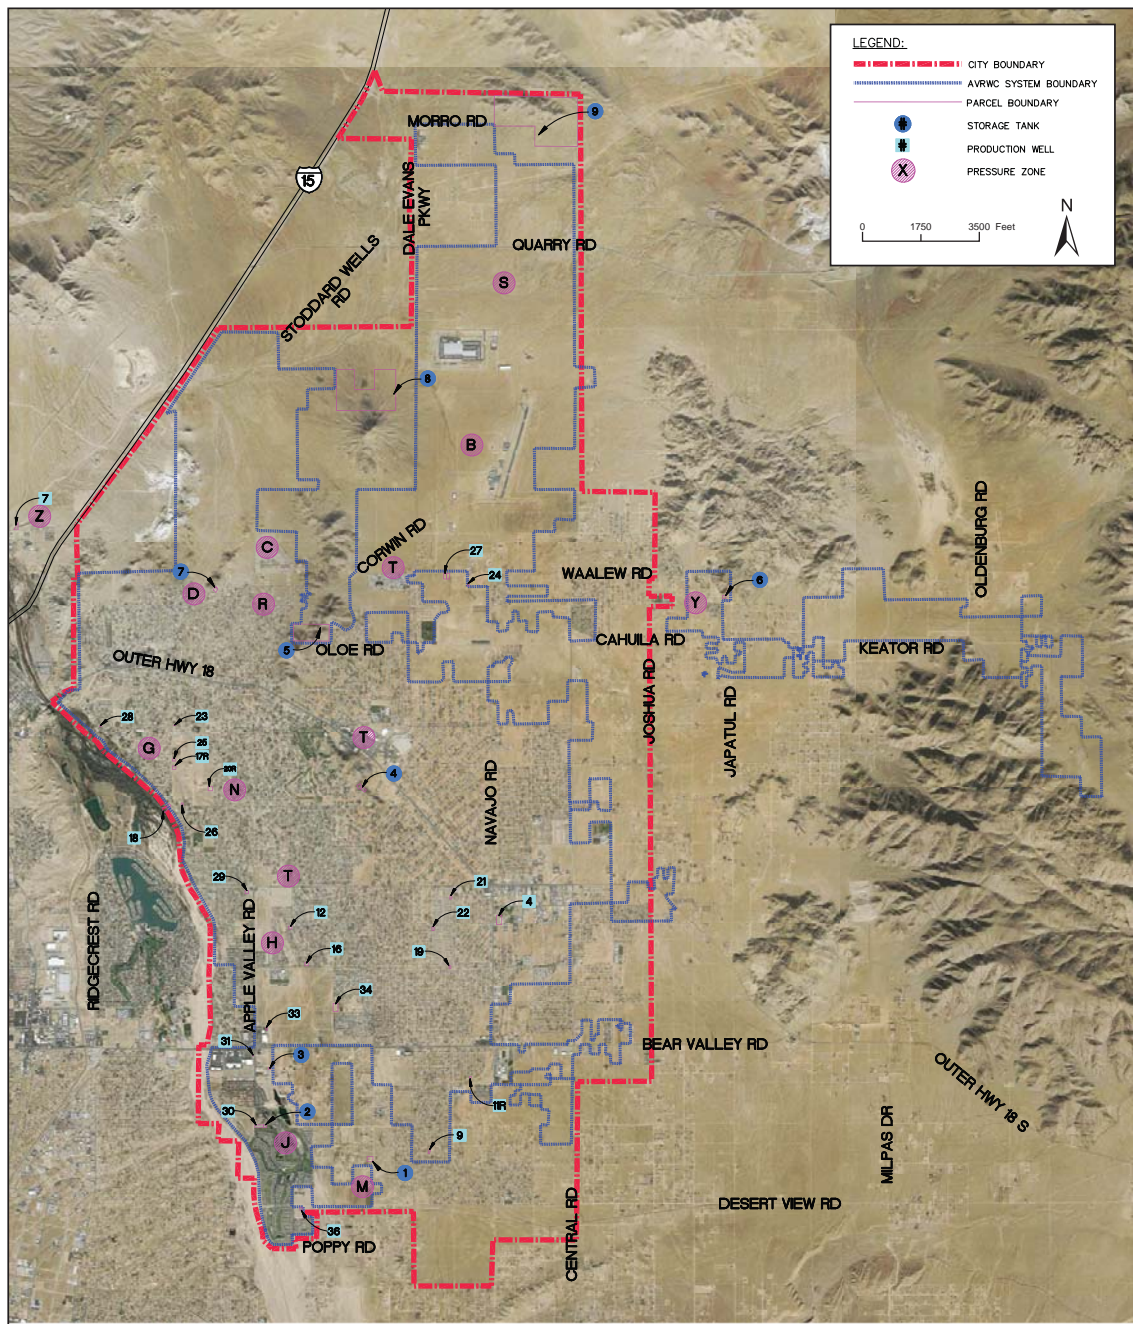 LEGEND:
CITY BOUNDARY
AVRWC SYSTEM BOUNDARY
PARCEL BOUNDARY
# STORAGE TANK
# PRODUCTION WELL
X PRESSURE ZONE
0 1750 3500 Feet
N
MORRO RD
9
15
DALE EVANS
PKWY
QUARRY RD
STODDARD WELLS
RD
S
8
B
7
Z
OLDENBURG RD
CORWIN RD
C
27
T
24
WAALEW RD
7
D
6
R
Y
5
OLOE RD
CAHUILA RD
KEATOR RD
OUTER HWY 18
JOSHUA RD
JAPATUL RD
28
23
G
25
17R
T
20R
N
4
NAVAJO RD
18
26
29
T
21
RIDGECREST RD
APPLE VALLEY RD
12
22
4
H
16
19
34
33
31
3
BEAR VALLEY RD
OUTER HWY 18 S
11R
30
2
J
9
MILPAS DR
1
M
DESERT VIEW RD
36
POPPY RD
CENTRAL RD